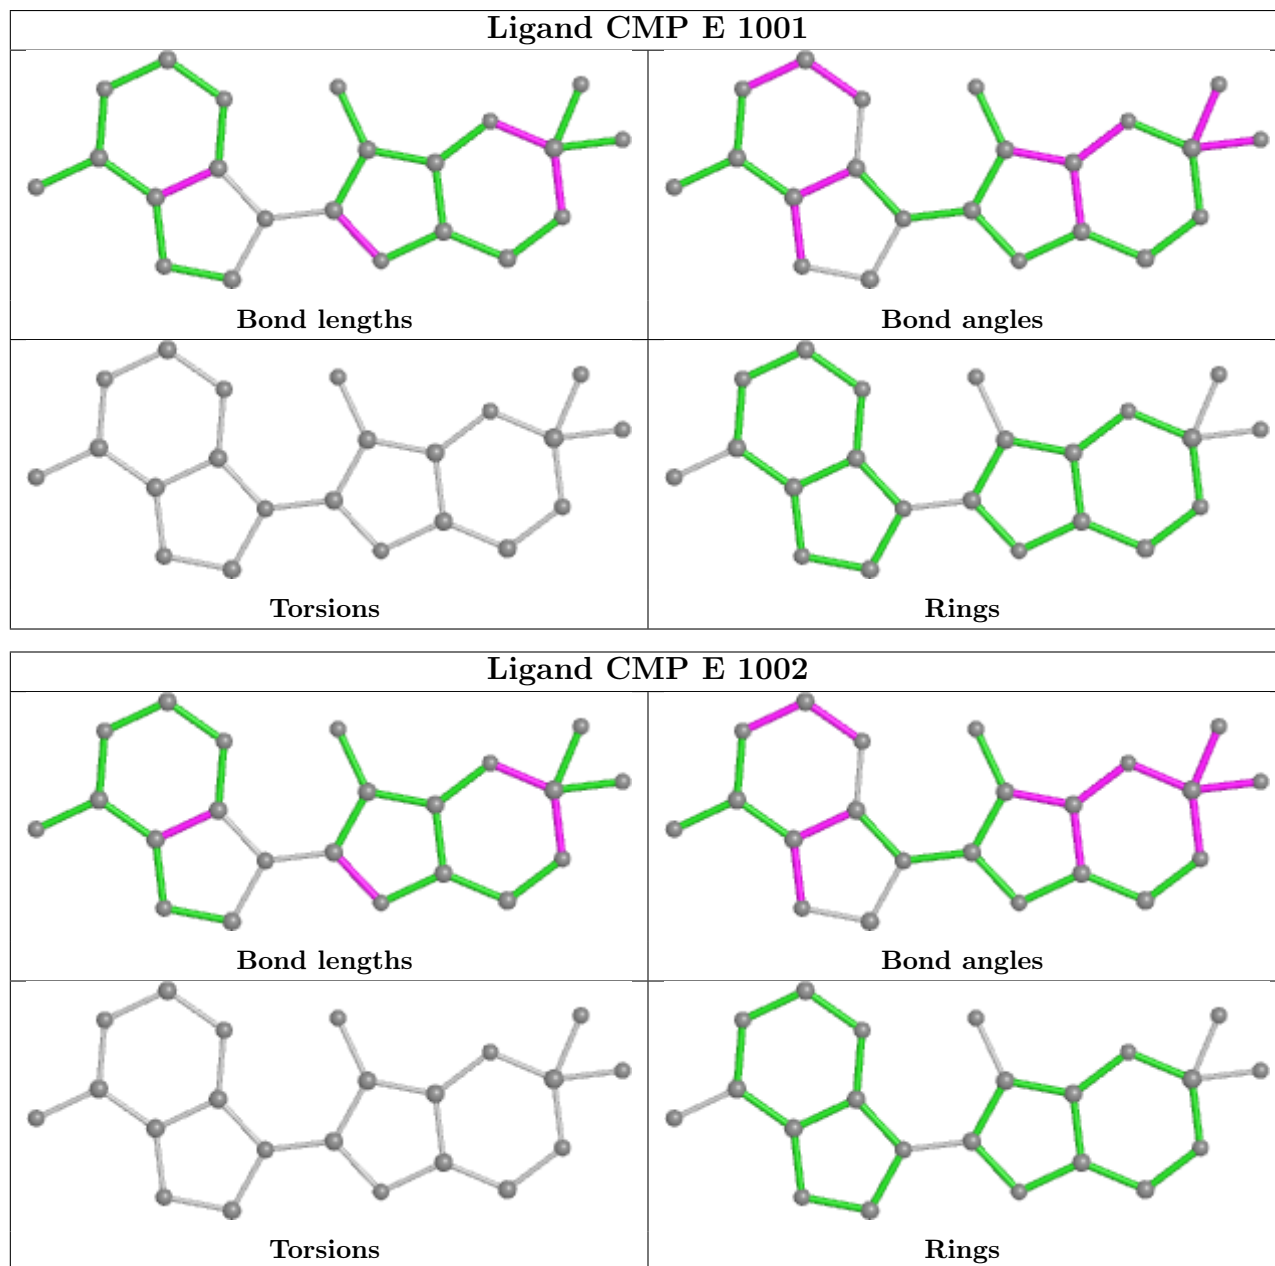 Ligand CMP E 1001
Bond lengths
Bond angles
Torsions
Rings
Ligand CMP E 1002
Bond lengths
Bond angles
Torsions
Rings